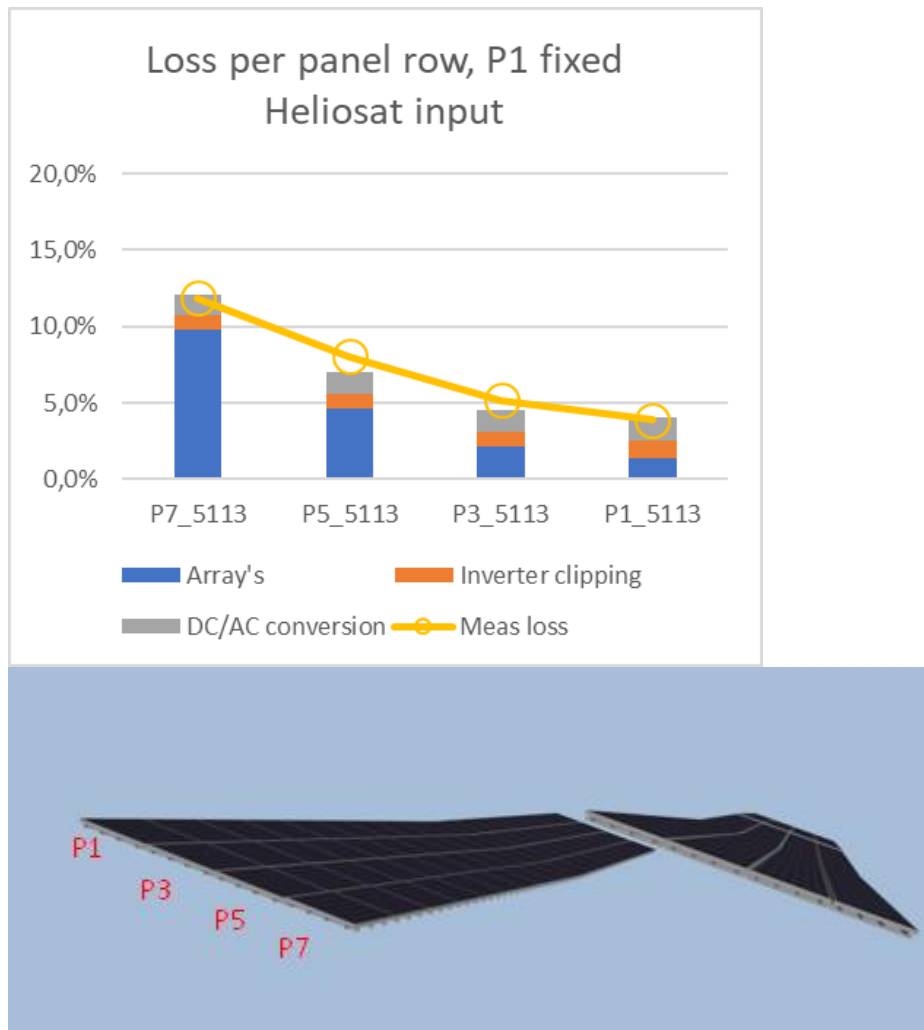 Loss per panel row, P1 fixed
Heliosat input
20,0%
15,0%
10,0%
5,0%
0,0%
P7_5113 P5_5113 P3_5113 P1_5113
Array's Inverter clipping
DC/AC conversion Meas loss
P1
P3
P5
P7